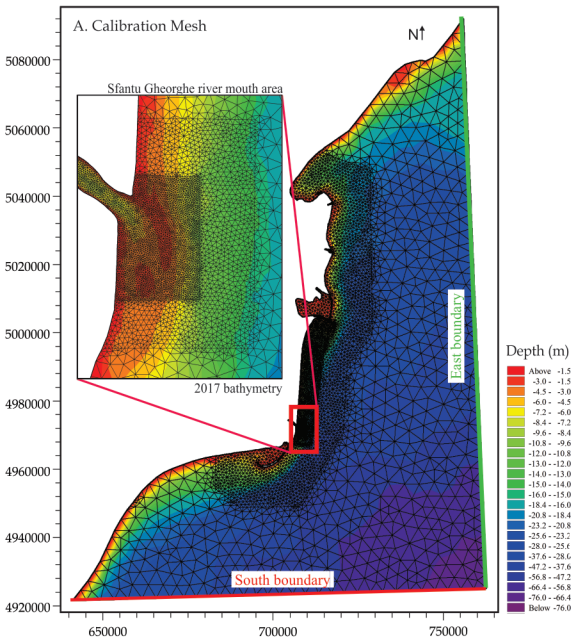 A. Calibration Mesh
N
Sfantu Gheorghe river mouth area
2017 bathymetry
East boundary
South boundary
5080000
5060000
5040000
5020000
5000000
4980000
4960000
4940000
4920000
650000
700000
750000
Depth (m)
Above -1.5
-3.0 - -1.5
-4.5 - -3.0
-6.0 - -4.5
-7.2 - -6.0
-8.4 - -7.2
-9.6 - -8.4
-10.8 - -9.6
-12.0 - -10.8
-13.0 - -12.0
-14.0 - -13.0
-15.0 - -14.0
-16.0 - -15.0
-18.4 - -16.0
-20.8 - -18.4
-23.2 - -20.8
-25.6 - -23.2
-28.0 - -25.6
-37.6 - -28.0
-47.2 - -37.6
-56.8 - -47.2
-66.4 - -56.8
-76.0 - -66.4
Below -76.0